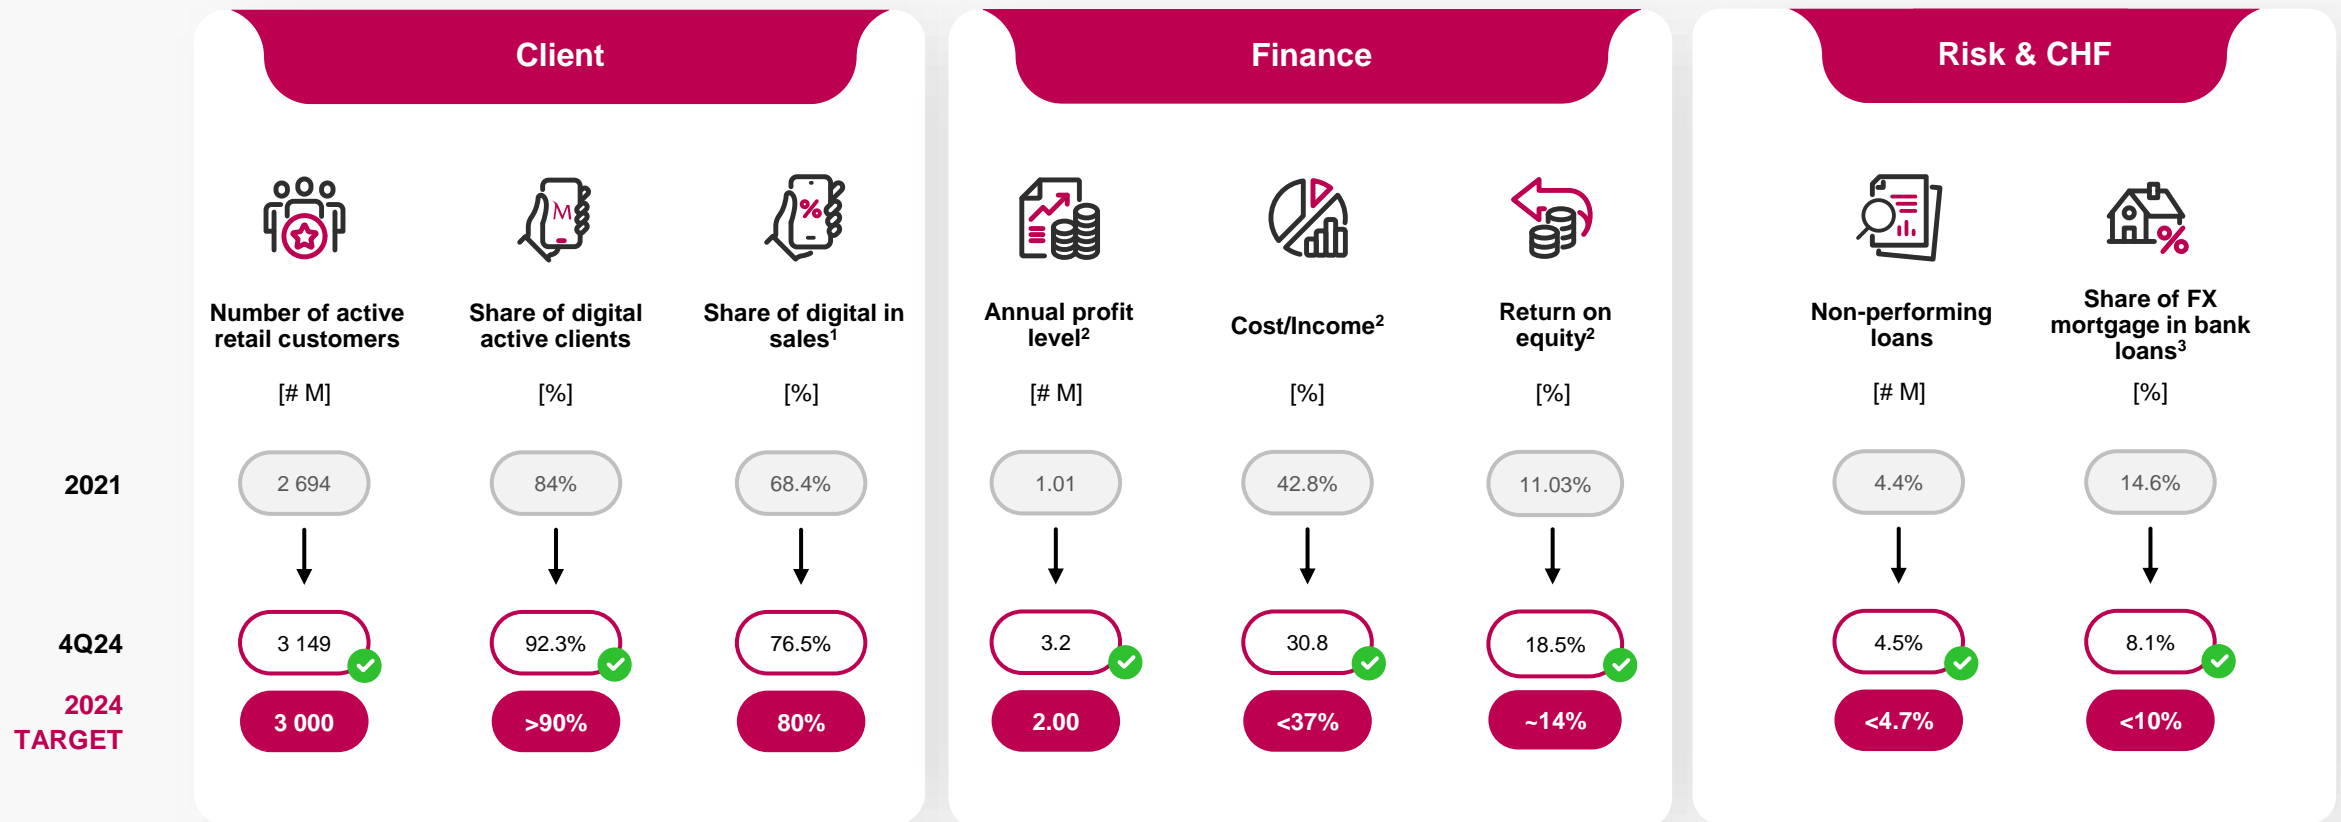 Client
Finance
Risk & CHF
Number of active
retail customers
[# M]
Share of digital
active clients
[%]
Share of digital in
sales¹
[%]
Annual profit
level²
[# M]
Cost/Income²
[%]
Return on
equity²
[%]
Non-performing
loans
[# M]
Share of FX
mortgage in bank
loans³
[%]
2021
2 694
84%
68.4%
1.01
42.8%
11.03%
4.4%
14.6%
4Q24
3 149
92.3%
76.5%
3.2
30.8
18.5%
4.5%
8.1%
2024
TARGET
3 000
>90%
80%
2.00
<37%
~14%
<4.7%
<10%